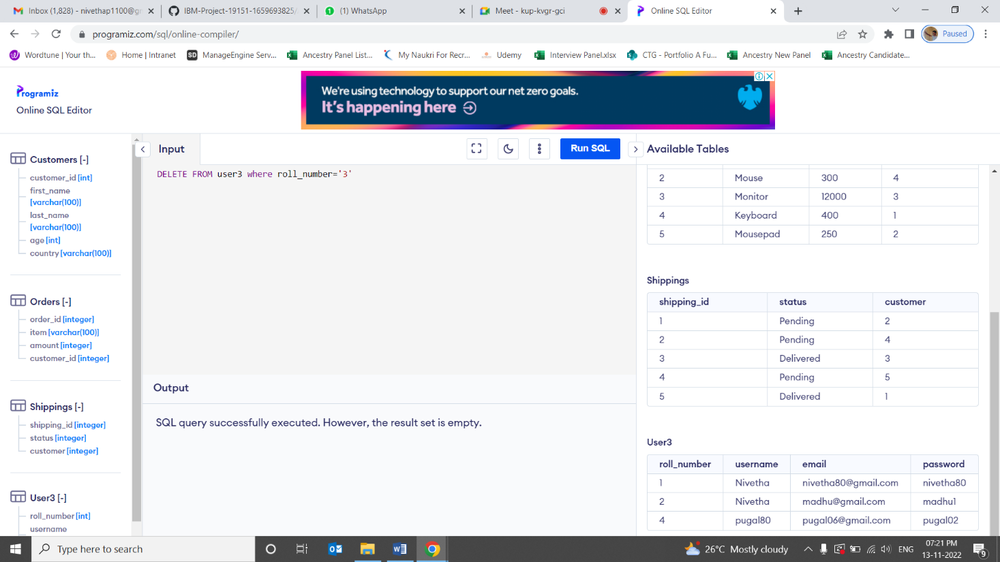 Inbox (1,828) - nivethap1100@gr
IBM-Project-19151-1659693825/
(1) WhatsApp
Meet - kup-kvgr-gci
Online SQL Editor
programiz.com/sql/online-compiler/
Paused
Wordtune | Your th...
Home | Intranet
SD
ManageEngine Serv...
Ancestry Panel List...
My Naukri For Recr...
Udemy
Interview Panel.xlsx
CTG - Portfolio A Fu...
Ancestry New Panel
Ancestry Candidate...
Programiz
Online SQL Editor
We're using technology to support our net zero goals.
It's happening here
Customers [-]
customer_id [int]
first_name
[varchar(100)]
last_name
[varchar(100)]
age [int]
country [varchar(100)]
Orders [-]
order_id [integer]
item [varchar(100)]
amount [integer]
customer_id [integer]
Shippings [-]
shipping_id [integer]
status [integer]
customer [integer]
User3 [-]
roll_number [int]
username
Input
Run SQL
DELETE FROM user3 where roll_number='3'
Output
SQL query successfully executed. However, the result set is empty.
Available Tables
2 Mouse 300 4
3 Monitor 12000 3
4 Keyboard 400 1
5 Mousepad 250 2
Shippings
shipping_id status customer
1 Pending 2
2 Pending 4
3 Delivered 3
4 Pending 5
5 Delivered 1
User3
roll_number username email password
1 Nivetha nivetha80@gmail.com nivetha80
2 Nivetha madhu@gmail.com madhu1
4 pugal80 pugal06@gmail.com pugal02
Type here to search
26°C Mostly cloudy
ENG
07:21 PM
13-11-2022
9